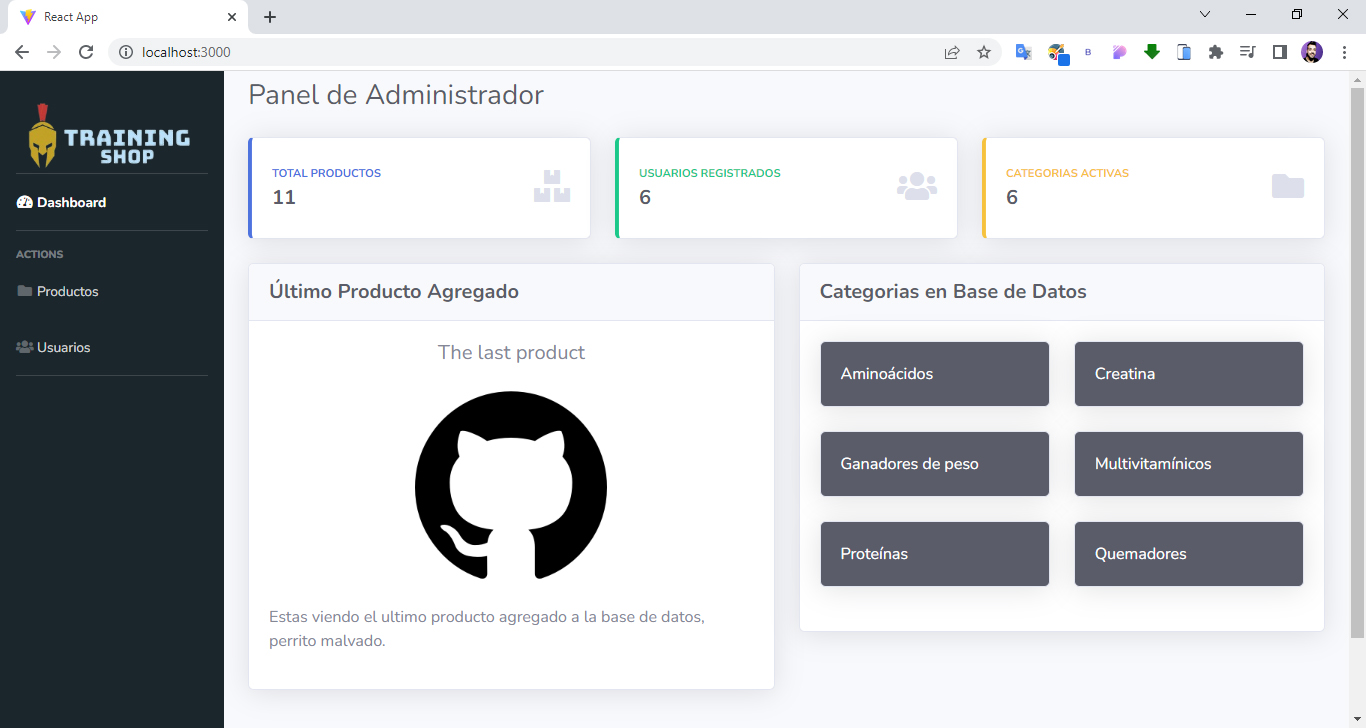 React App
localhost:3000
B
TRAINING
SHOP
Dashboard
ACTIONS
Productos
Usuarios
Panel de Administrador
TOTAL PRODUCTOS
11
USUARIOS REGISTRADOS
6
CATEGORIAS ACTIVAS
6
Último Producto Agregado
The last product
Estas viendo el ultimo producto agregado a la base de datos,
perrito malvado.
Categorias en Base de Datos
Aminoácidos
Creatina
Ganadores de peso
Multivitamínicos
Proteínas
Quemadores